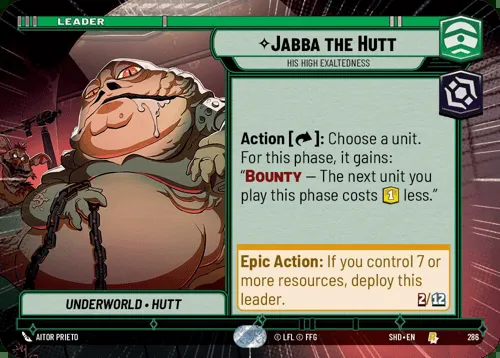 LEADER
✧JABBA THE HUTT
HIS HIGH EXALTEDNESS
Action [↷]: Choose a unit.
For this phase, it gains:
“BOUNTY — The next unit you
play this phase costs 1 less.”
Epic Action: If you control 7 or
more resources, deploy this
leader.
2/12
UNDERWORLD • HUTT
AITOR PRIETO
© LFL © FFG
SHD • EN
286